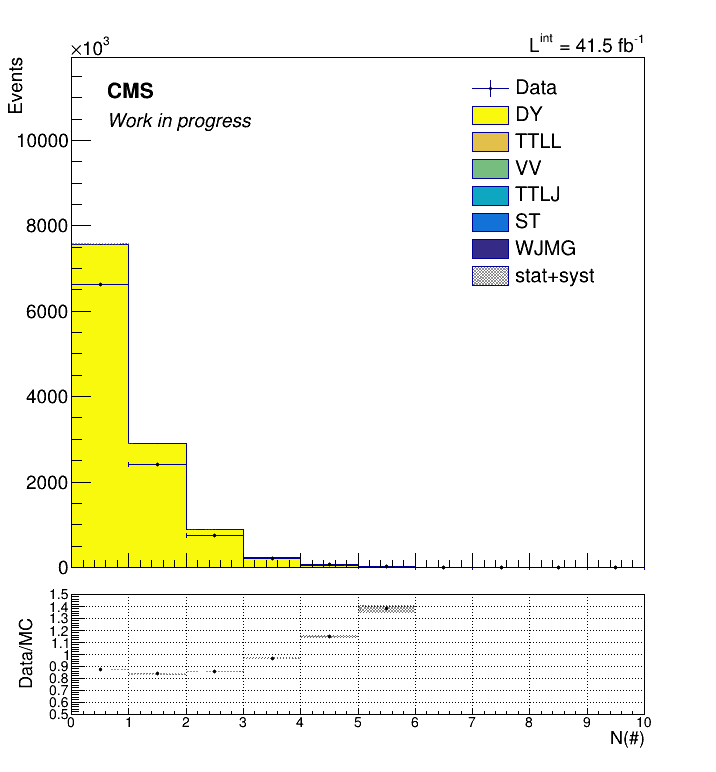 ×10³
L^int = 41.5 fb⁻¹
Events
CMS
Work in progress
Data
DY
TTLL
VV
TTLJ
ST
WJMG
stat+syst
10000
8000
6000
4000
2000
0
Data/MC
1.5
1.4
1.3
1.2
1.1
1
0.9
0.8
0.7
0.6
0.5
0 1 2 3 4 5 6 7 8 9 10
N(#)